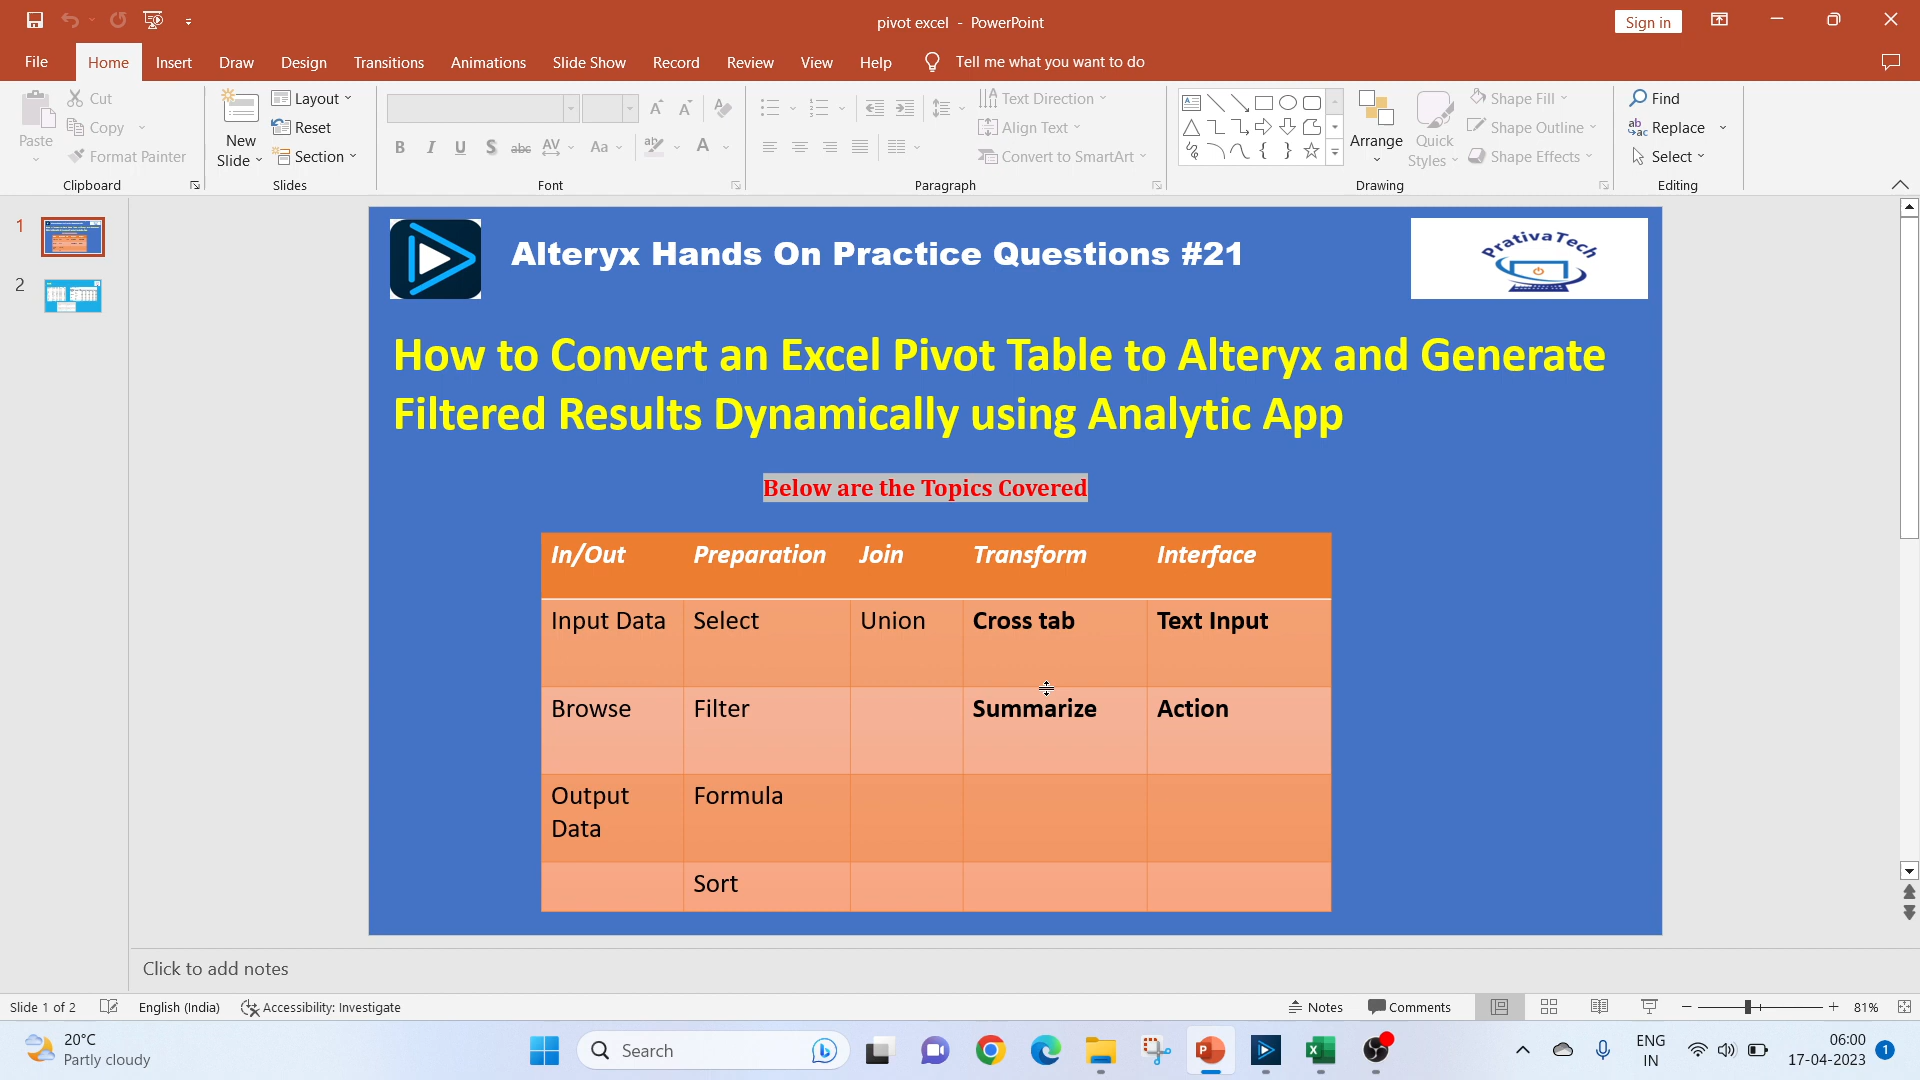 pivot excel - PowerPoint
Sign in
File Home Insert Draw Design Transitions Animations Slide Show Record Review View Help Tell me what you want to do
Paste
Cut
Copy
Format Painter
Clipboard
New
Slide
Layout
Reset
Section
Slides
B I U S abc AV Aa A
Font
Text Direction
Align Text
Convert to SmartArt
Paragraph
Arrange
Quick
Styles
Shape Fill
Shape Outline
Shape Effects
Drawing
Find
Replace
Select
Editing
1
2
Alteryx Hands On Practice Questions #21
PrativaTech
How to Convert an Excel Pivot Table to Alteryx and Generate
Filtered Results Dynamically using Analytic App
Below are the Topics Covered
In/Out Preparation Join Transform Interface
Input Data Select Union Cross tab Text Input
Browse Filter Summarize Action
Output
Data
Formula
Sort
Click to add notes
Slide 1 of 2 English (India) Accessibility: Investigate Notes Comments 81%
20°C
Partly cloudy
Search
ENG
IN
06:00
17-04-2023
1